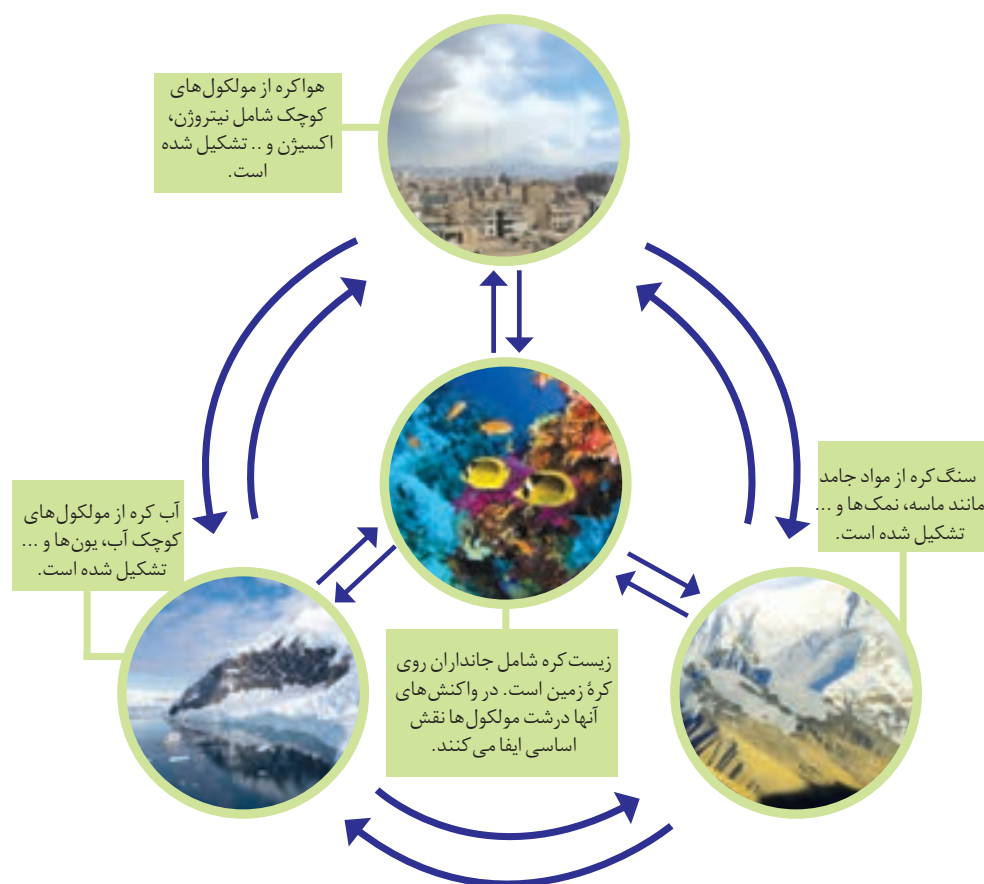 هواکره از مولکول‌های
کوچک شامل نیتروژن،
اکسیژن و .. تشکیل شده
است.
سنگ کره از مواد جامد
مانند ماسه، نمک‌ها و ...
تشکیل شده است.
آب کره از مولکول‌های
کوچک آب، یون‌ها و ...
تشکیل شده است.
زیست کره شامل جانداران روی
کرهٔ زمین است. در واکنش‌های
آنها درشت مولکول‌ها نقش
اساسی ایفا می‌کنند.